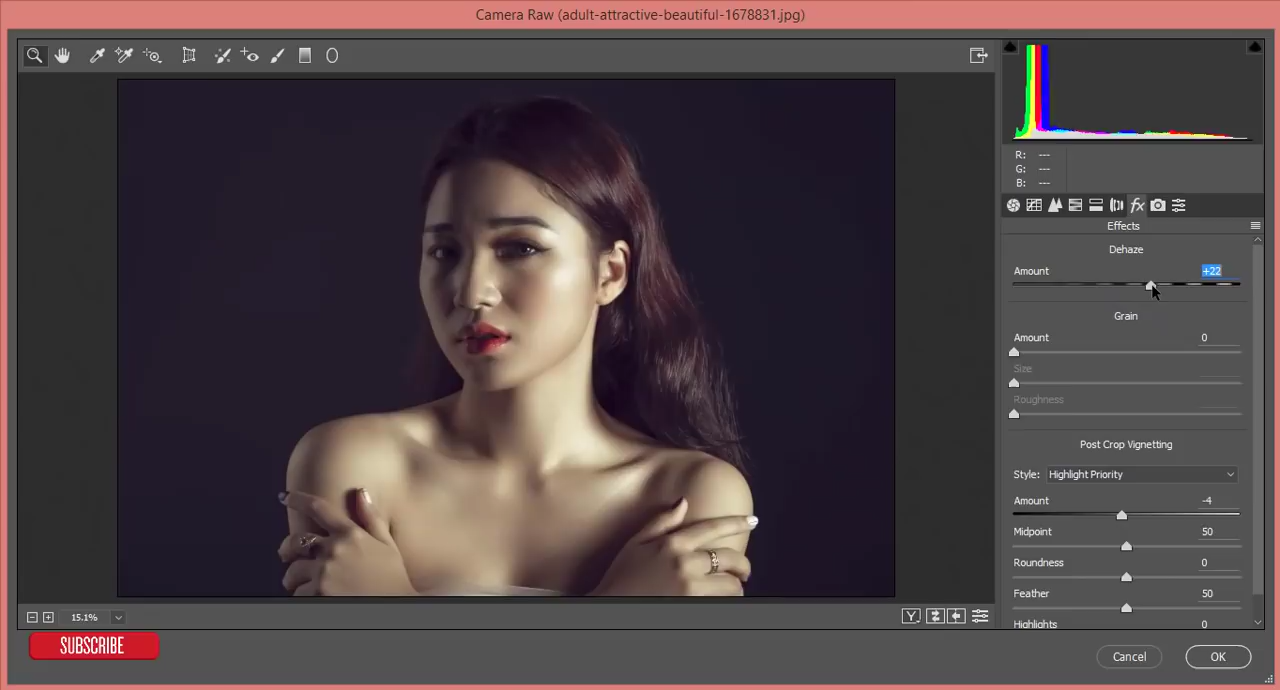 Camera Raw (adult-attractive-beautiful-1678831.jpg)
R: ---
G: ---
B: ---
fx
Effects
Dehaze
Amount +22
Grain
Amount 0
Size
Roughness
Post Crop Vignetting
Style: Highlight Priority
Amount -4
Midpoint 50
Roundness 0
Feather 50
Highlights 0
15.1%
Y
SUBSCRIBE
Cancel
OK